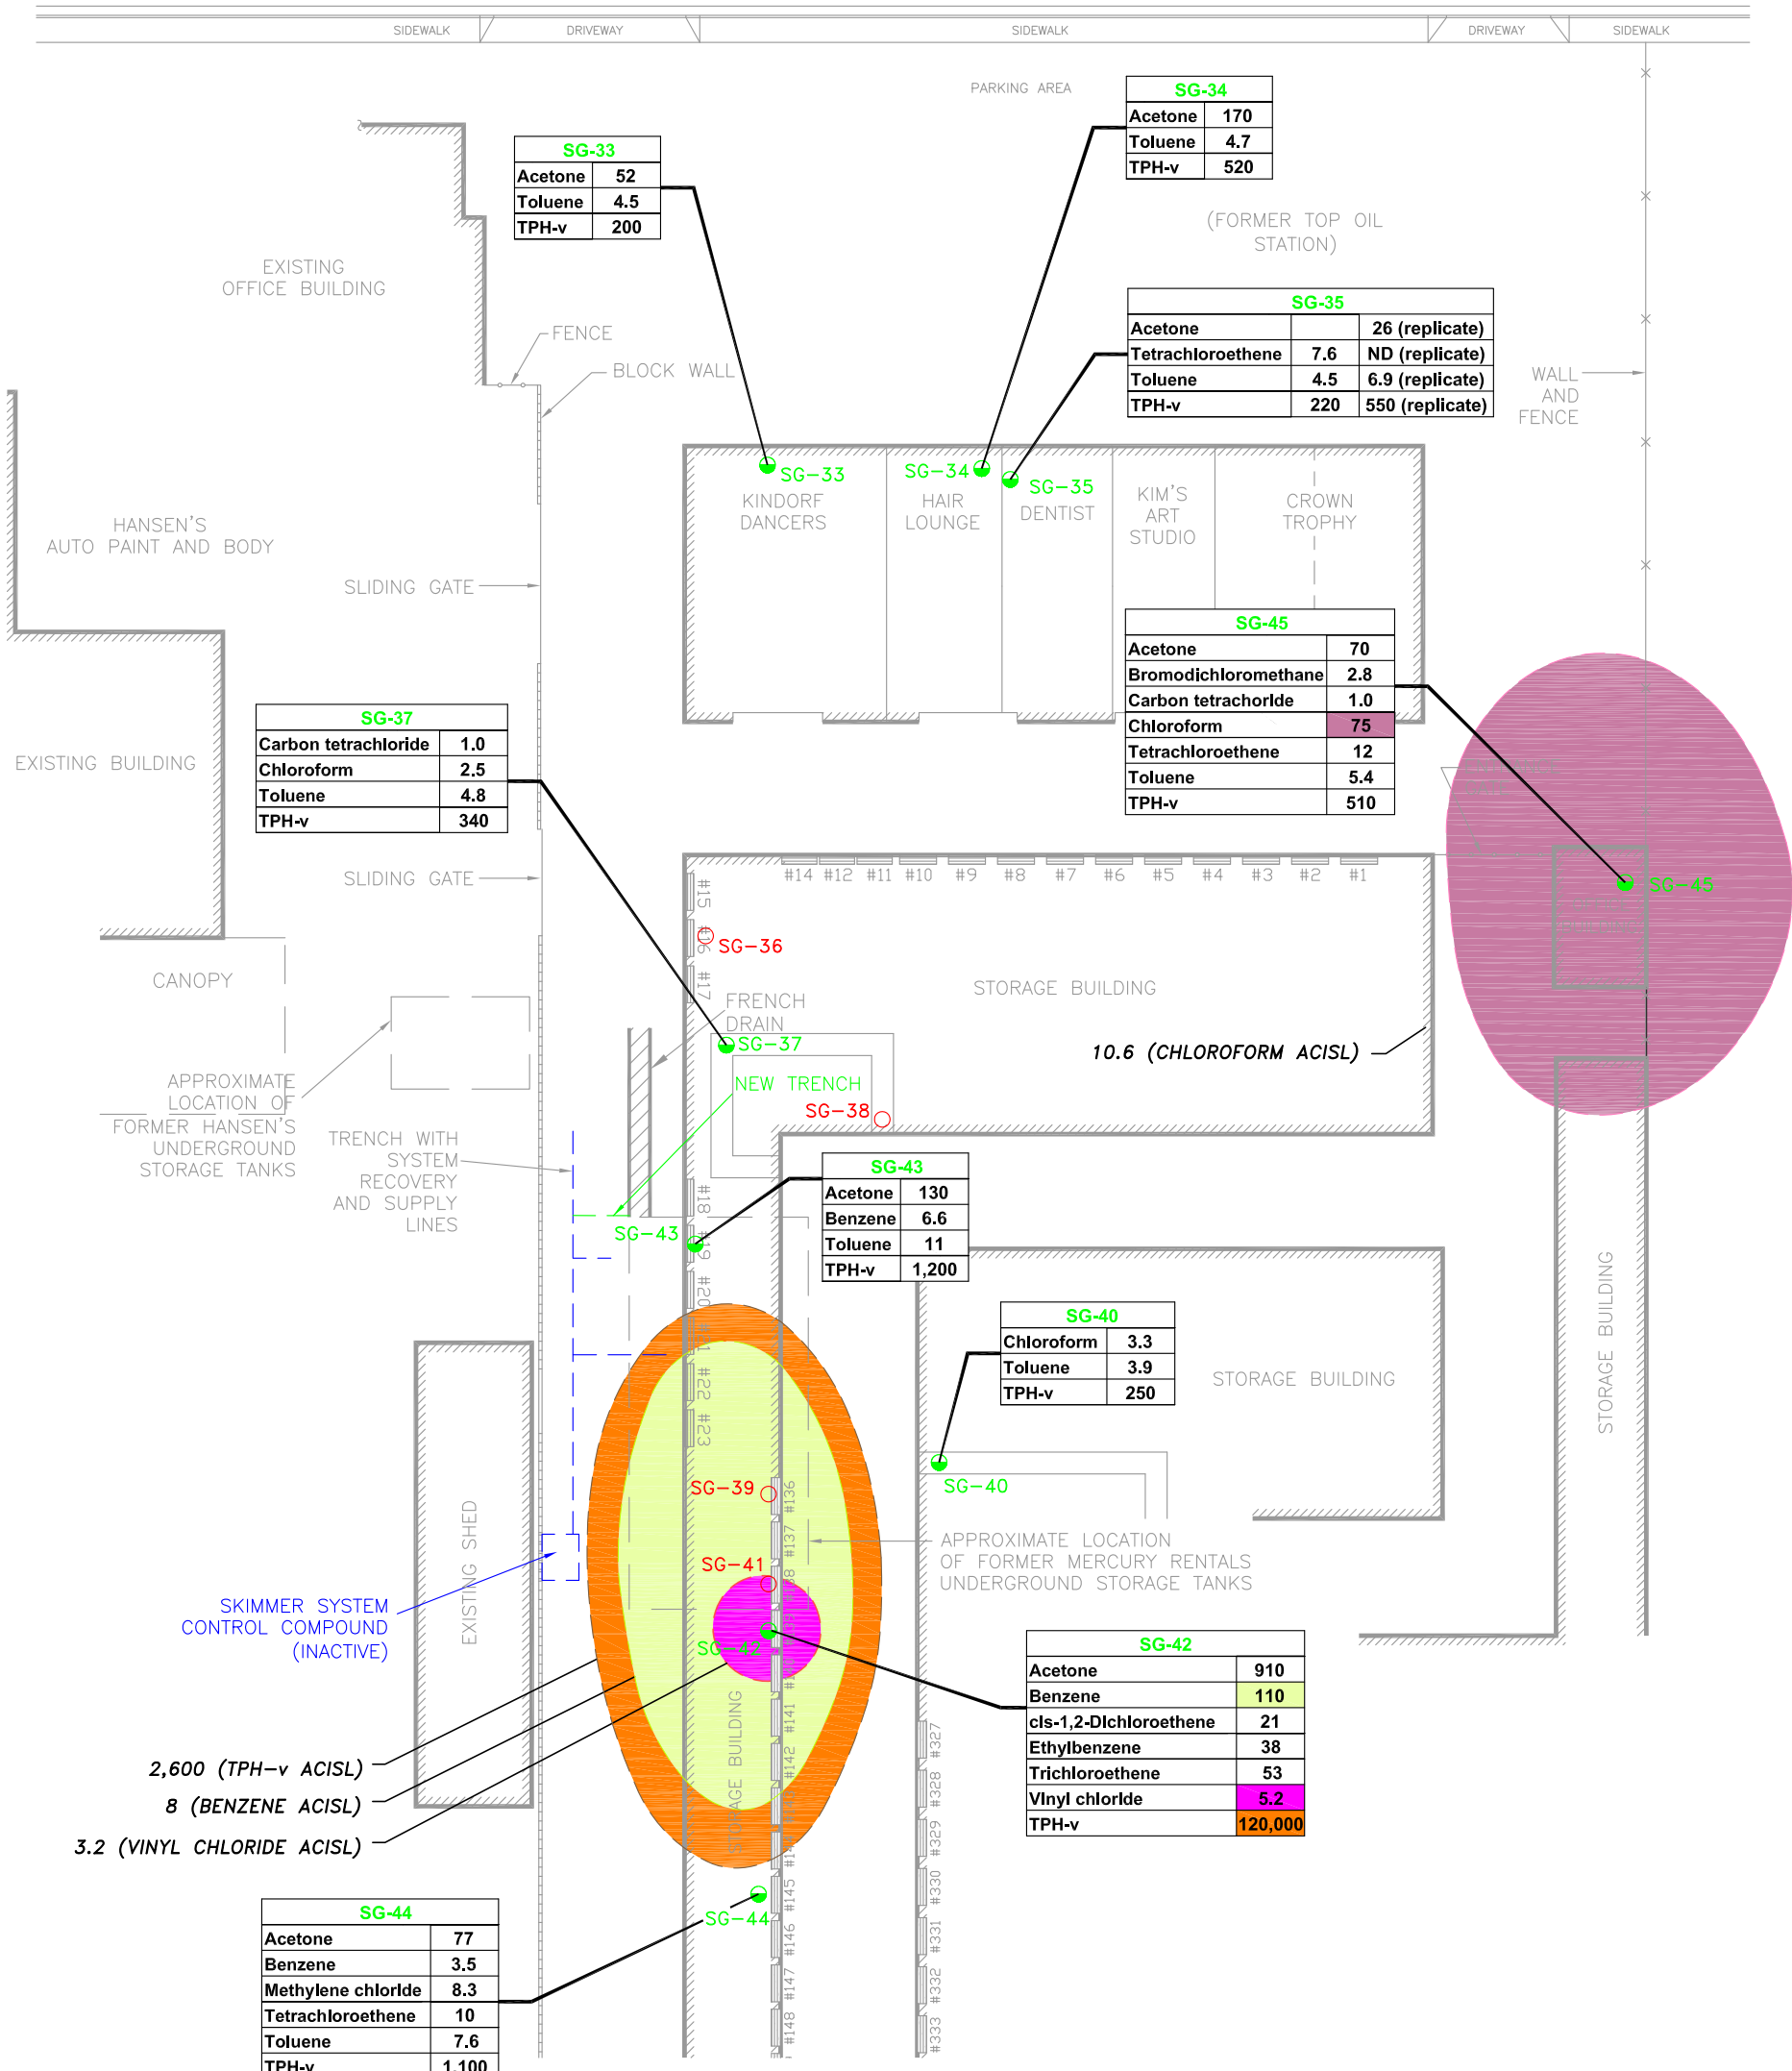 SIDEWALK DRIVEWAY SIDEWALK DRIVEWAY SIDEWALK
PARKING AREA
SG-34
Acetone 170
Toluene 4.7
TPH-v 520
SG-33
Acetone 52
Toluene 4.5
TPH-v 200
(FORMER TOP OIL
STATION)
EXISTING
OFFICE BUILDING
SG-35
Acetone 26 (replicate)
Tetrachloroethene 7.6 ND (replicate)
Toluene 4.5 6.9 (replicate)
TPH-v 220 550 (replicate)
FENCE
BLOCK WALL
WALL
AND
FENCE
SG-33
SG-34
SG-35
KINDORF
DANCERS
HAIR
LOUNGE
DENTIST
KIM'S
ART
STUDIO
CROWN
TROPHY
HANSEN'S
AUTO PAINT AND BODY
SLIDING GATE
SG-45
Acetone 70
Bromodichloromethane 2.8
Carbon tetrachoride 1.0
Chloroform 75
Tetrachloroethene 12
Toluene 5.4
TPH-v 510
SG-37
Carbon tetrachloride 1.0
Chloroform 2.5
Toluene 4.8
TPH-v 340
EXISTING BUILDING
SLIDING GATE
#14 #12 #11 #10 #9 #8 #7 #6 #5 #4 #3 #2 #1
#15
#16
#17
SG-45
SG-36
CANOPY
STORAGE BUILDING
FRENCH
DRAIN
SG-37
10.6 (CHLOROFORM ACISL)
NEW TRENCH
SG-38
APPROXIMATE
LOCATION OF
FORMER HANSEN'S
UNDERGROUND
STORAGE TANKS
TRENCH WITH
SYSTEM
RECOVERY
AND SUPPLY
LINES
SG-43
Acetone 130
Benzene 6.6
Toluene 11
TPH-v 1,200
#18
#19
#20
#22
#23
SG-43
SG-40
Chloroform 3.3
Toluene 3.9
TPH-v 250
STORAGE BUILDING
STORAGE BUILDING
SG-40
SG-39
#136
#137
SG-41
APPROXIMATE LOCATION
OF FORMER MERCURY RENTALS
UNDERGROUND STORAGE TANKS
EXISTING SHED
SKIMMER SYSTEM
CONTROL COMPOUND
(INACTIVE)
SG-42
SG-42
Acetone 910
Benzene 110
cis-1,2-Dichloroethene 21
Ethylbenzene 38
Trichloroethene 53
Vinyl chloride 5.2
TPH-v 120,000
STORAGE BUILDING
#141
#142
2,600 (TPH-v ACISL)
8 (BENZENE ACISL)
3.2 (VINYL CHLORIDE ACISL)
#145
#146
#147
#148
#327
#328
#329
#330
#331
#332
#333
SG-44
SG-44
Acetone 77
Benzene 3.5
Methylene chloride 8.3
Tetrachloroethene 10
Toluene 7.6
TPH-v 1,100